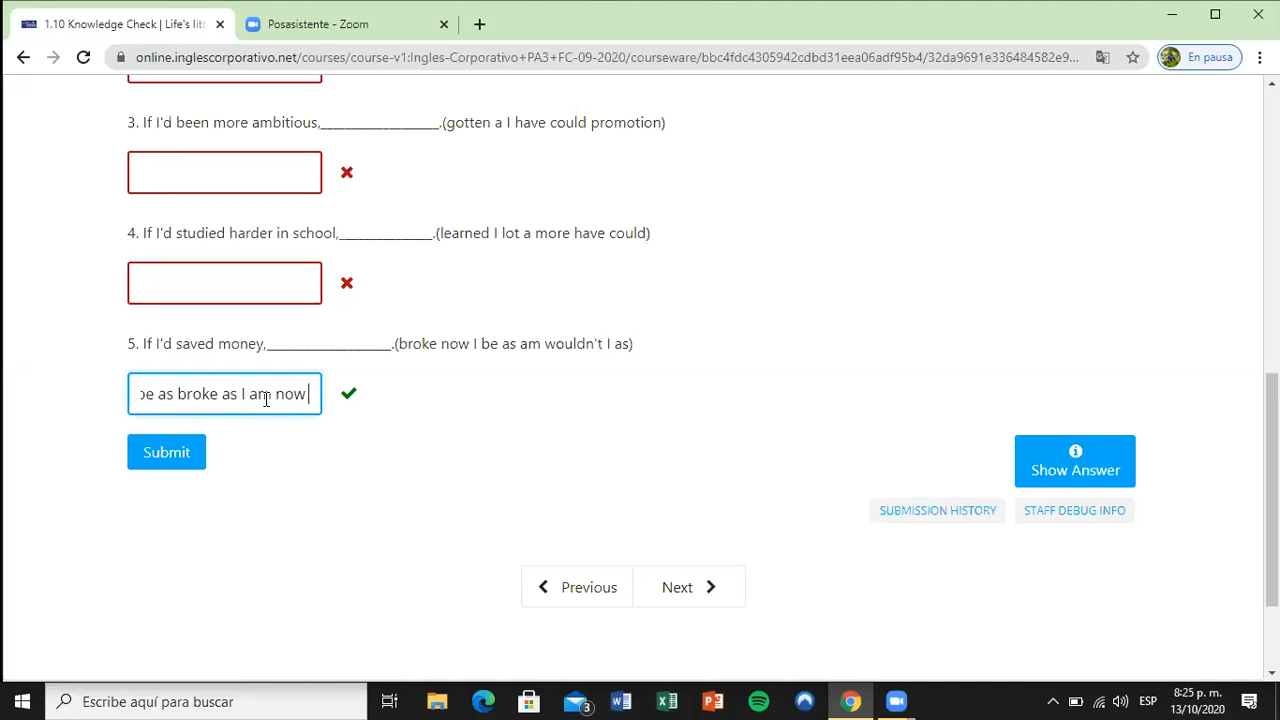 1.10 Knowledge Check | Life's litt
Posasistente - Zoom
online.inglescorporativo.net/courses/course-v1:Ingles-Corporativo+PA3+FC-09-2020/courseware/bbc4fdc4305942cdbd31eea06adf95b4/32da9691e336484582e9...
En pausa
3. If I'd been more ambitious,___________________.(gotten a I have could promotion)
4. If I'd studied harder in school,_______________.(learned I lot a more have could)
5. If I'd saved money,____________________.(broke now I be as am wouldn't I as)
be as broke as I am now
Submit
Show Answer
SUBMISSION HISTORY
STAFF DEBUG INFO
Previous
Next
Escribe aquí para buscar
3
ESP
8:25 p. m.
13/10/2020